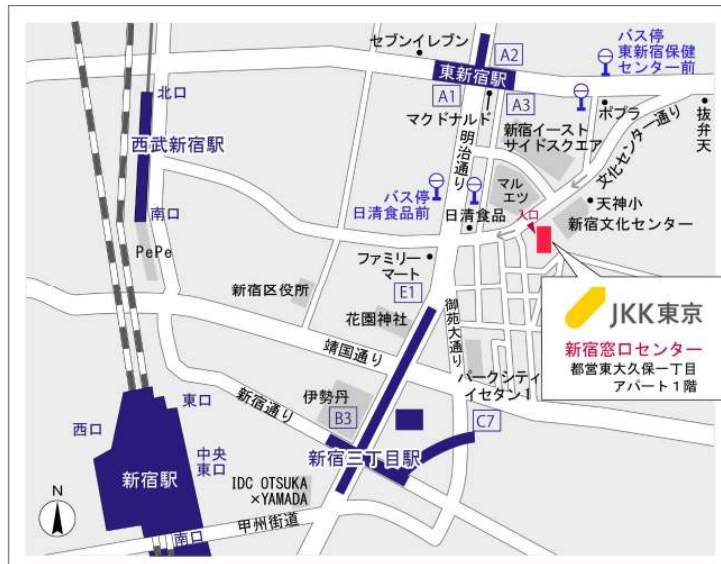 セブンイレブン
A2
バス停
東新宿保健
センター前
東新宿駅
北口
A1
A3
マクドナルド
ポプラ
抜弁天
西武新宿駅
明治通り
新宿イースト
サイドスクエア
文化センター通り
バス停
日清食品前
マルエツ
天神小
南口
日清食品
入口
新宿文化センター
PePe
ファミリー
マート
新宿区役所
E1
御苑大通り
花園神社
JKK東京
新宿窓口センター
都営東大久保一丁目
アパート1階
靖国通り
パークシティ
イセタン1
新宿通り
伊勢丹
東口
B3
C7
西口
中央
東口
新宿三丁目駅
新宿駅
IDC OTSUKA
×YAMADA
N
甲州街道
南口